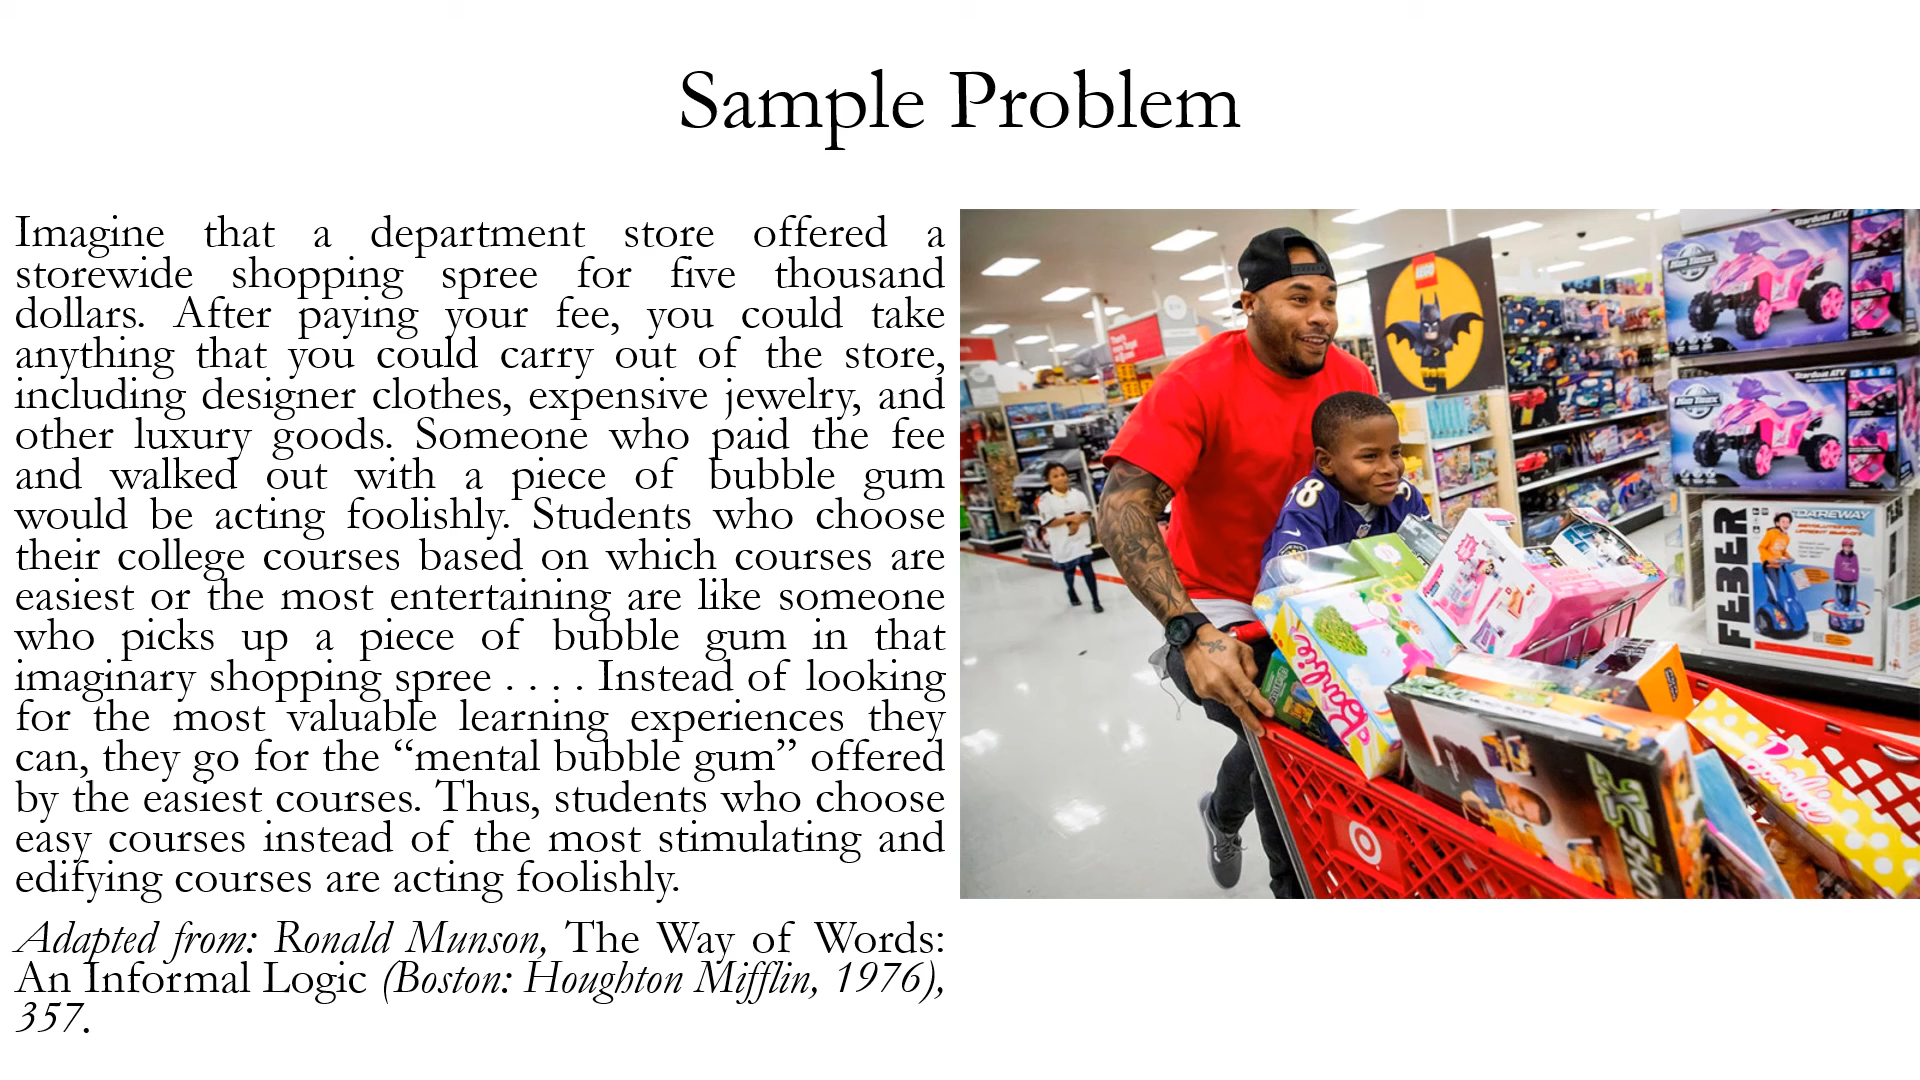 Sample Problem
Imagine that a department store offered a
storewide shopping spree for five thousand
dollars. After paying your fee, you could take
anything that you could carry out of the store,
including designer clothes, expensive jewelry, and
other luxury goods. Someone who paid the fee
and walked out with a piece of bubble gum
would be acting foolishly. Students who choose
their college courses based on which courses are
easiest or the most entertaining are like someone
who picks up a piece of bubble gum in that
imaginary shopping spree . . . . Instead of looking
for the most valuable learning experiences they
can, they go for the “mental bubble gum” offered
by the easiest courses. Thus, students who choose
easy courses instead of the most stimulating and
edifying courses are acting foolishly.
Adapted from: Ronald Munson, The Way of Words:
An Informal Logic (Boston: Houghton Mifflin, 1976),
357.
LEGO
Stardust ATV
Stardust ATV
FEBER
DAREWAY
8
Barbie